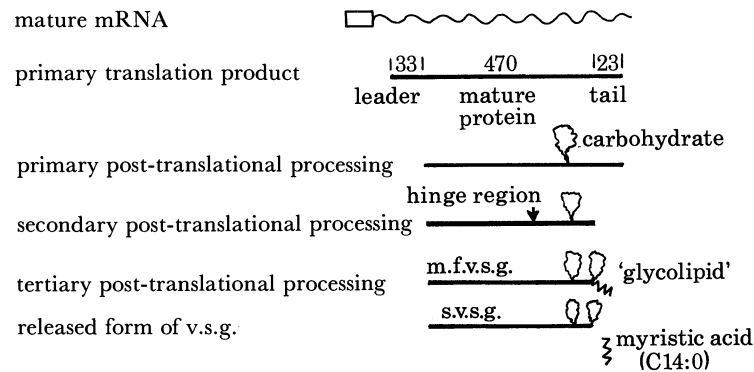 mature mRNA
primary translation product
33 470 23
leader mature protein tail
primary post-translational processing
carbohydrate
secondary post-translational processing
hinge region
tertiary post-translational processing
m.f.v.s.g. 'glycolipid'
released form of v.s.g.
s.v.s.g.
myristic acid
(C14:0)